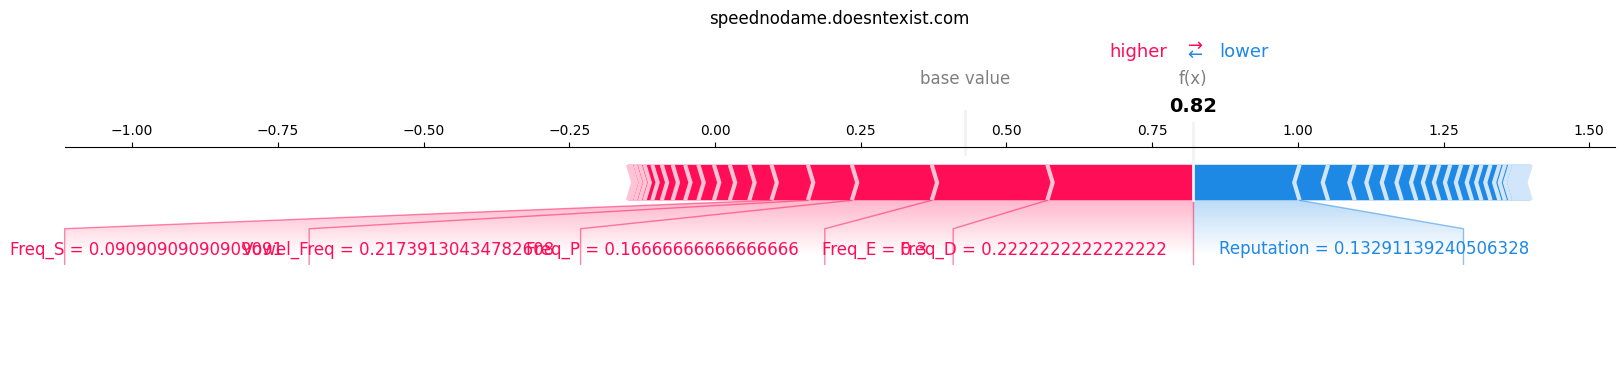 speednodame.doesntexist.com
higher ⇄ lower
base value f(x)
0.82
−1.00 −0.75 −0.50 −0.25 0.00 0.25 0.50 0.75 1.00 1.25 1.50
Freq_S = 0.09090909090909091 Vowel_Freq = 0.21739130434782608 Freq_P = 0.16666666666666666 Freq_E = 0.3 Freq_D = 0.2222222222222222 Reputation = 0.13291139240506328